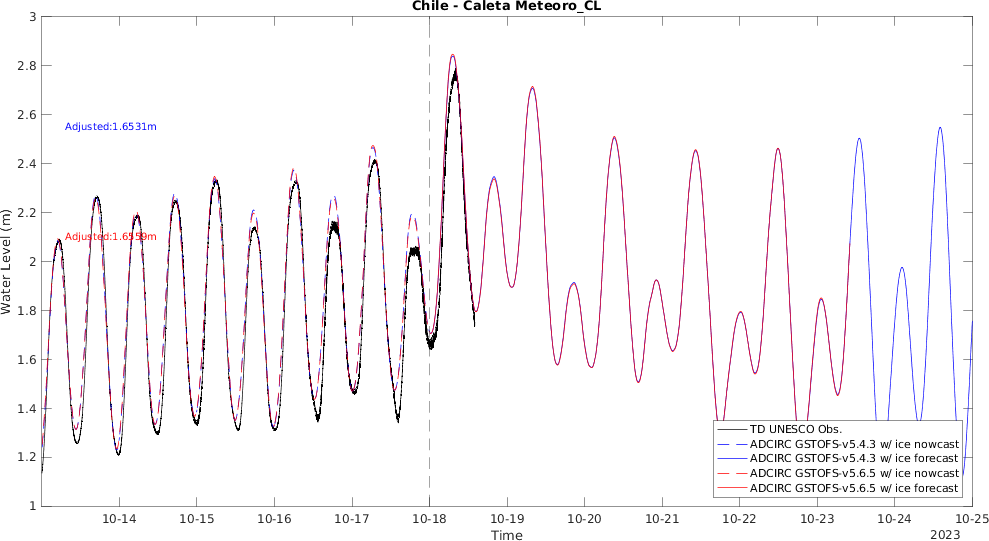 Chile - Caleta Meteoro_CL
3
2.8
2.6
2.4
2.2
2
1.8
1.6
1.4
1.2
1
Water Level (m)
Adjusted:1.6531m
Adjusted:1.6559m
TD UNESCO Obs.
ADCIRC GSTOFS-v5.4.3 w/ ice nowcast
ADCIRC GSTOFS-v5.4.3 w/ ice forecast
ADCIRC GSTOFS-v5.6.5 w/ ice nowcast
ADCIRC GSTOFS-v5.6.5 w/ ice forecast
10-14 10-15 10-16 10-17 10-18 10-19 10-20 10-21 10-22 10-23 10-24 10-25
Time
2023